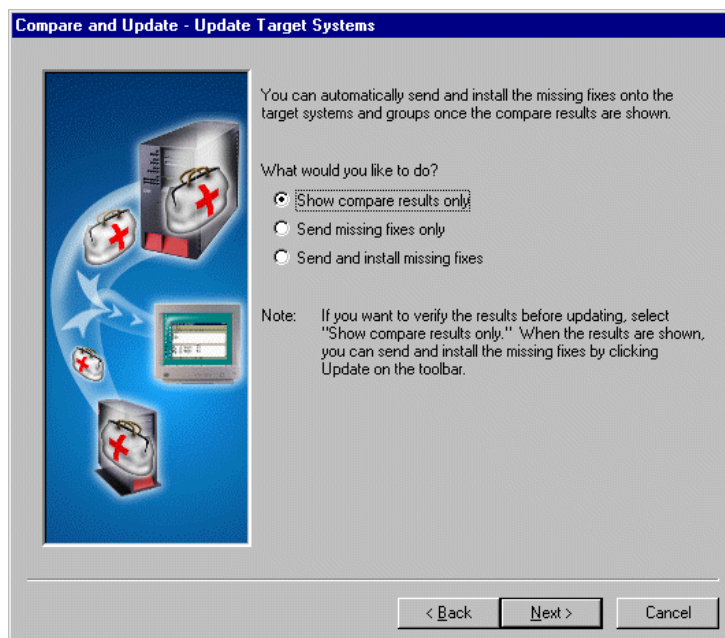 Compare and Update - Update Target Systems
You can automatically send and install the missing fixes onto the
target systems and groups once the compare results are shown.
What would you like to do?
Show compare results only
Send missing fixes only
Send and install missing fixes
Note: If you want to verify the results before updating, select
"Show compare results only." When the results are shown,
you can send and install the missing fixes by clicking
Update on the toolbar.
< Back Next > Cancel